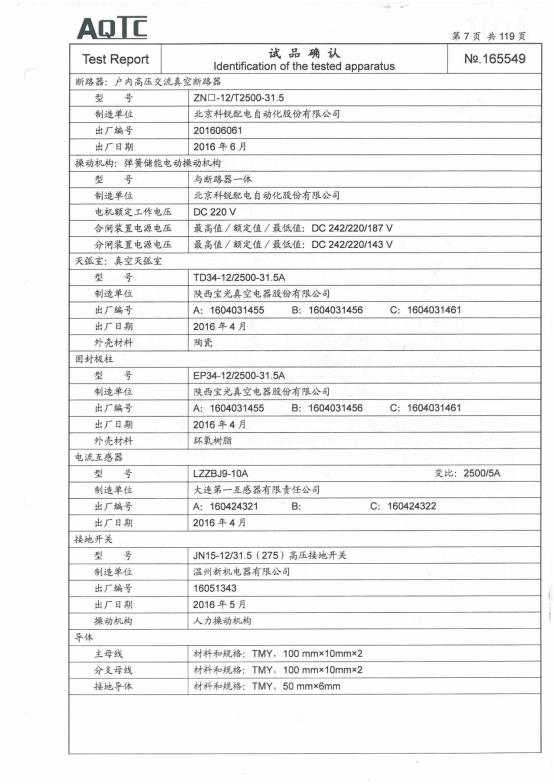 AQTC
第 7 页 共 119 页
Test Report
试 品 确 认
Identification of the tested apparatus
№.165549
断路器：户内高压交流真空断路器
型 号 ZN□-12/T2500-31.5
制造单位 北京科锐配电自动化股份有限公司
出厂编号 201606061
出厂日期 2016 年 6 月
操动机构：弹簧储能电动操动机构
型 号 与断路器一体
制造单位 北京科锐配电自动化股份有限公司
电机额定工作电压 DC 220 V
合闸装置电源电压 最高值／额定值／最低值：DC 242/220/187 V
分闸装置电源电压 最高值／额定值／最低值：DC 242/220/143 V
灭弧室：真空灭弧室
型 号 TD34-12/2500-31.5A
制造单位 陕西宝光真空电器股份有限公司
出厂编号 A：1604031455 B：1604031456 C：1604031461
出厂日期 2016 年 4 月
外壳材料 陶瓷
固封极柱
型 号 EP34-12/2500-31.5A
制造单位 陕西宝光真空电器股份有限公司
出厂编号 A：1604031455 B：1604031456 C：1604031461
出厂日期 2016 年 4 月
外壳材料 环氧树脂
电流互感器
型 号 LZZBJ9-10A 变比：2500/5A
制造单位 大连第一互感器有限责任公司
出厂编号 A：160424321 B： C：160424322
出厂日期 2016 年 4 月
接地开关
型 号 JN15-12/31.5（275）高压接地开关
制造单位 温州新机电器有限公司
出厂编号 16051343
出厂日期 2016 年 5 月
操动机构 人力操动机构
导体
主母线 材料和规格：TMY，100 mm×10mm×2
分支母线 材料和规格：TMY，100 mm×10mm×2
接地导体 材料和规格：TMY，50 mm×6mm